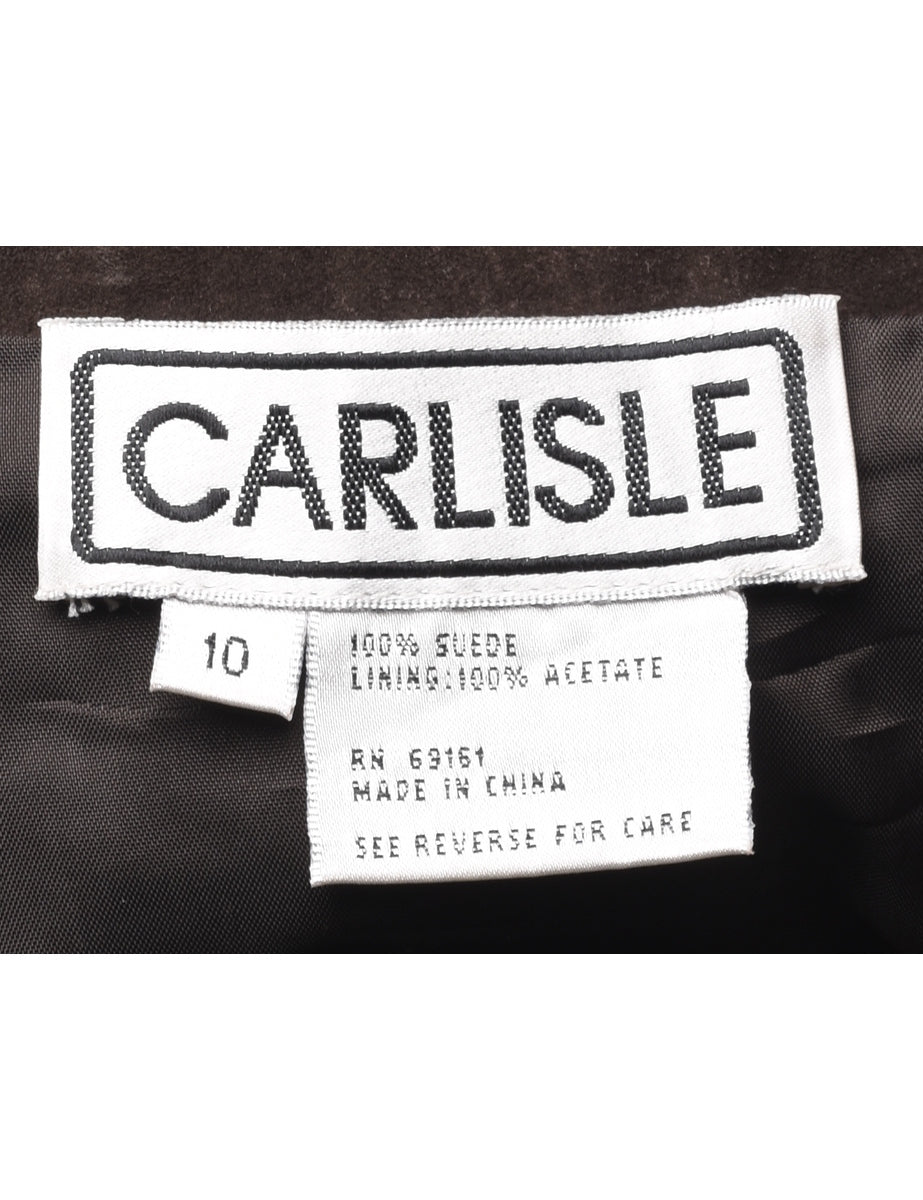 CARLISLE
10
100% SUEDE
LINING:100% ACETATE
RN 69161
MADE IN CHINA
SEE REVERSE FOR CARE